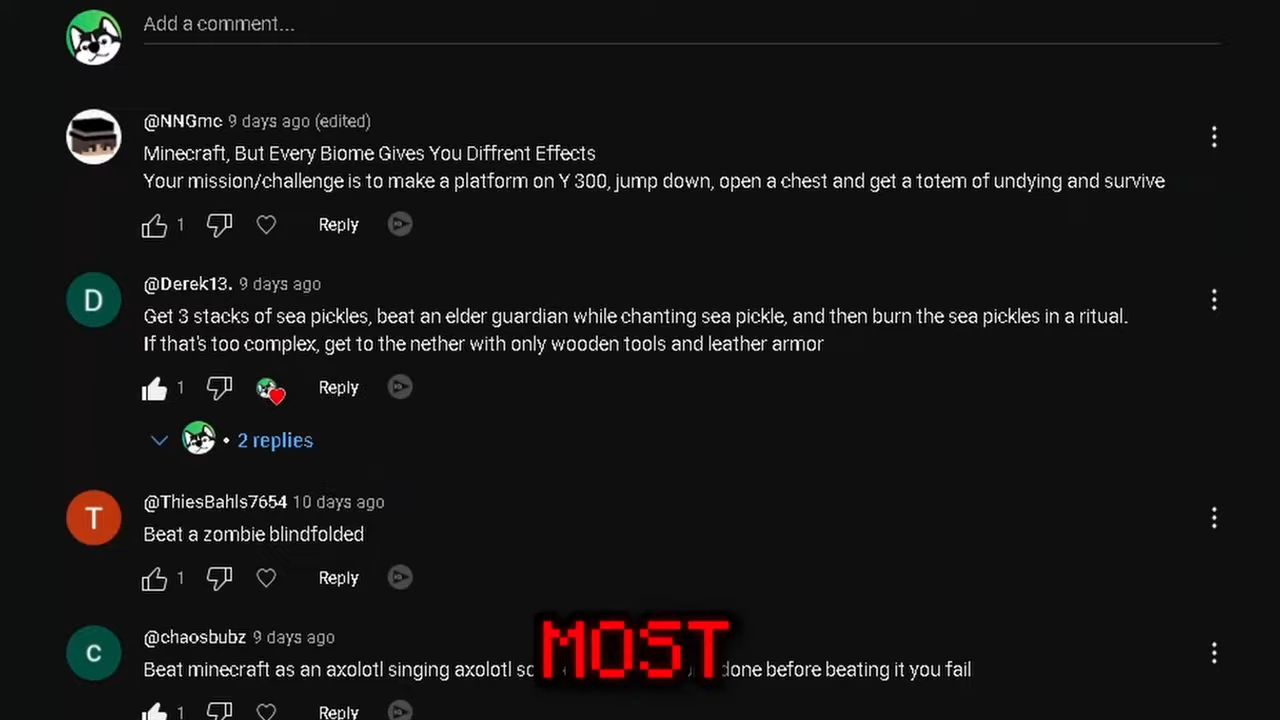 Add a comment...
@NNGmc 9 days ago (edited)
Minecraft, But Every Biome Gives You Diffrent Effects
Your mission/challenge is to make a platform on Y 300, jump down, open a chest and get a totem of undying and survive
1 Reply
D
@Derek13. 9 days ago
Get 3 stacks of sea pickles, beat an elder guardian while chanting sea pickle, and then burn the sea pickles in a ritual.
If that's too complex, get to the nether with only wooden tools and leather armor
1 Reply
• 2 replies
T
@ThiesBahls7654 10 days ago
Beat a zombie blindfolded
1 Reply
c
@chaosbubz 9 days ago
Beat minecraft as an axolotl singing axolotl done before beating it you fail
MOST
1 Reply